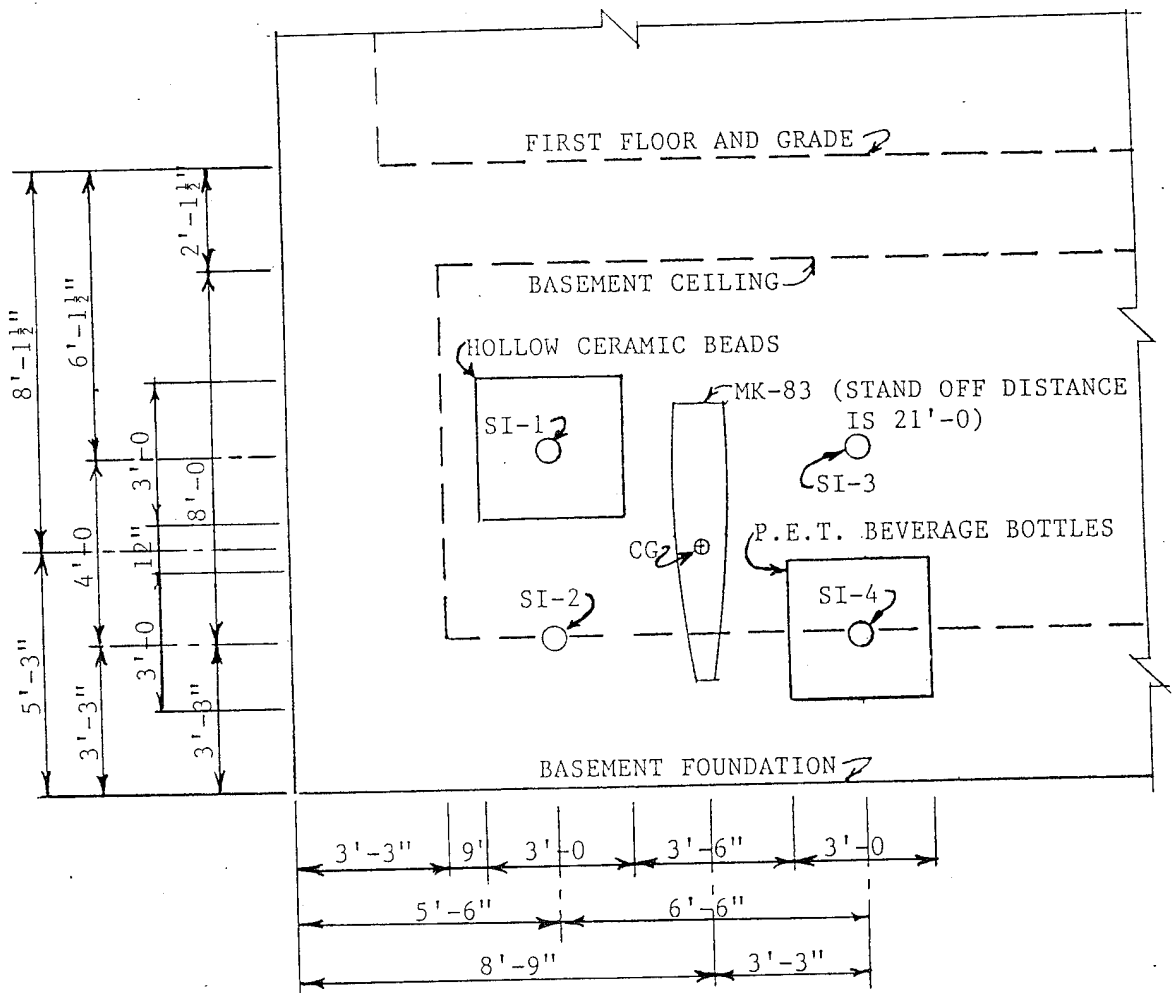 FIRST FLOOR AND GRADE
BASEMENT CEILING
HOLLOW CERAMIC BEADS
MK-83 (STAND OFF DISTANCE
IS 21'-0)
SI-1
SI-3
P.E.T. BEVERAGE BOTTLES
CG
SI-2
SI-4
BASEMENT FOUNDATION
8'-1½"
6'-1½"
2'-1½"
3'-0
8'-0
4'-0
12"
3'-0
5'-3"
3'-3"
3'-3"
3'-3" 9' 3'-0 3'-6" 3'-0
5'-6" 6'-6"
8'-9" 3'-3"